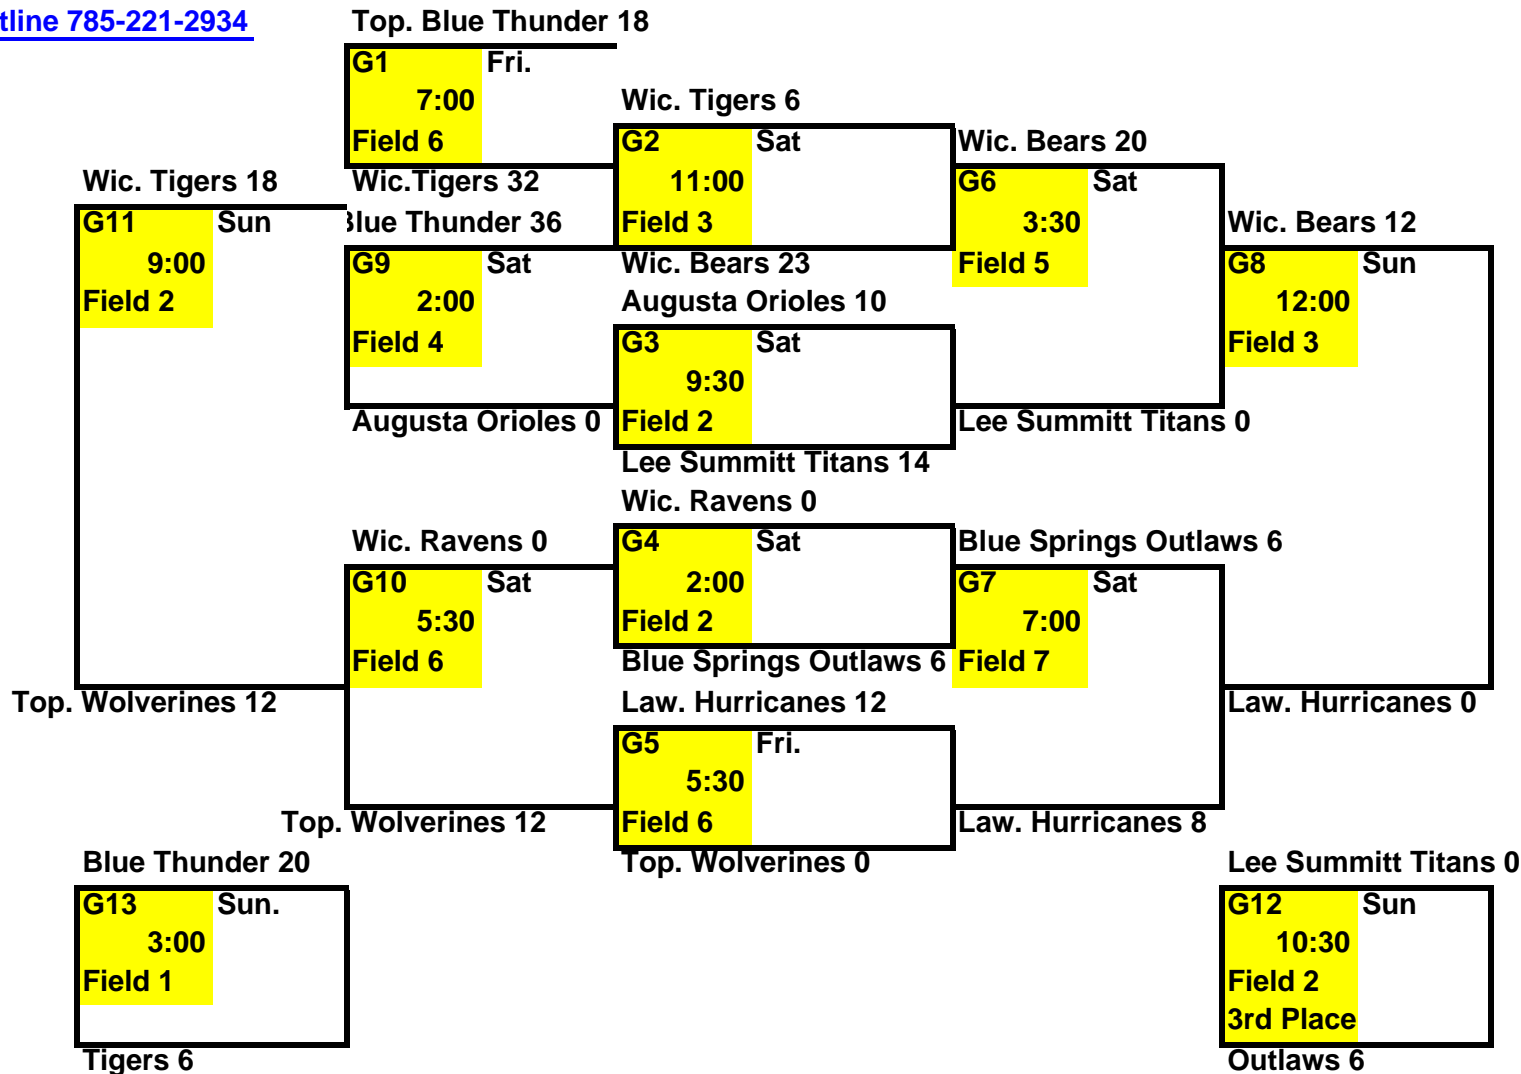 tline 785-221-2934
Top. Blue Thunder 18
G1 Fri.
7:00
Field 6
Wic.Tigers 32
Wic. Tigers 6
G2 Sat
11:00
Field 3
Wic. Bears 23
Wic. Bears 20
G6 Sat
3:30
Field 5
Lee Summitt Titans 0
Wic. Tigers 18
G11 Sun
9:00
Field 2
Top. Wolverines 12
Blue Thunder 36
G9 Sat
2:00
Field 4
Augusta Orioles 0
Augusta Orioles 10
G3 Sat
9:30
Field 2
Lee Summitt Titans 14
Wic. Bears 12
G8 Sun
12:00
Field 3
Law. Hurricanes 0
Wic. Ravens 0
G10 Sat
5:30
Field 6
Top. Wolverines 12
Wic. Ravens 0
G4 Sat
2:00
Field 2
Blue Springs Outlaws 6
Blue Springs Outlaws 6
G7 Sat
7:00
Field 7
Law. Hurricanes 8
Law. Hurricanes 12
G5 Fri.
5:30
Field 6
Top. Wolverines 0
Blue Thunder 20
G13 Sun.
3:00
Field 1
Tigers 6
Lee Summitt Titans 0
G12 Sun
10:30
Field 2
3rd Place
Outlaws 6